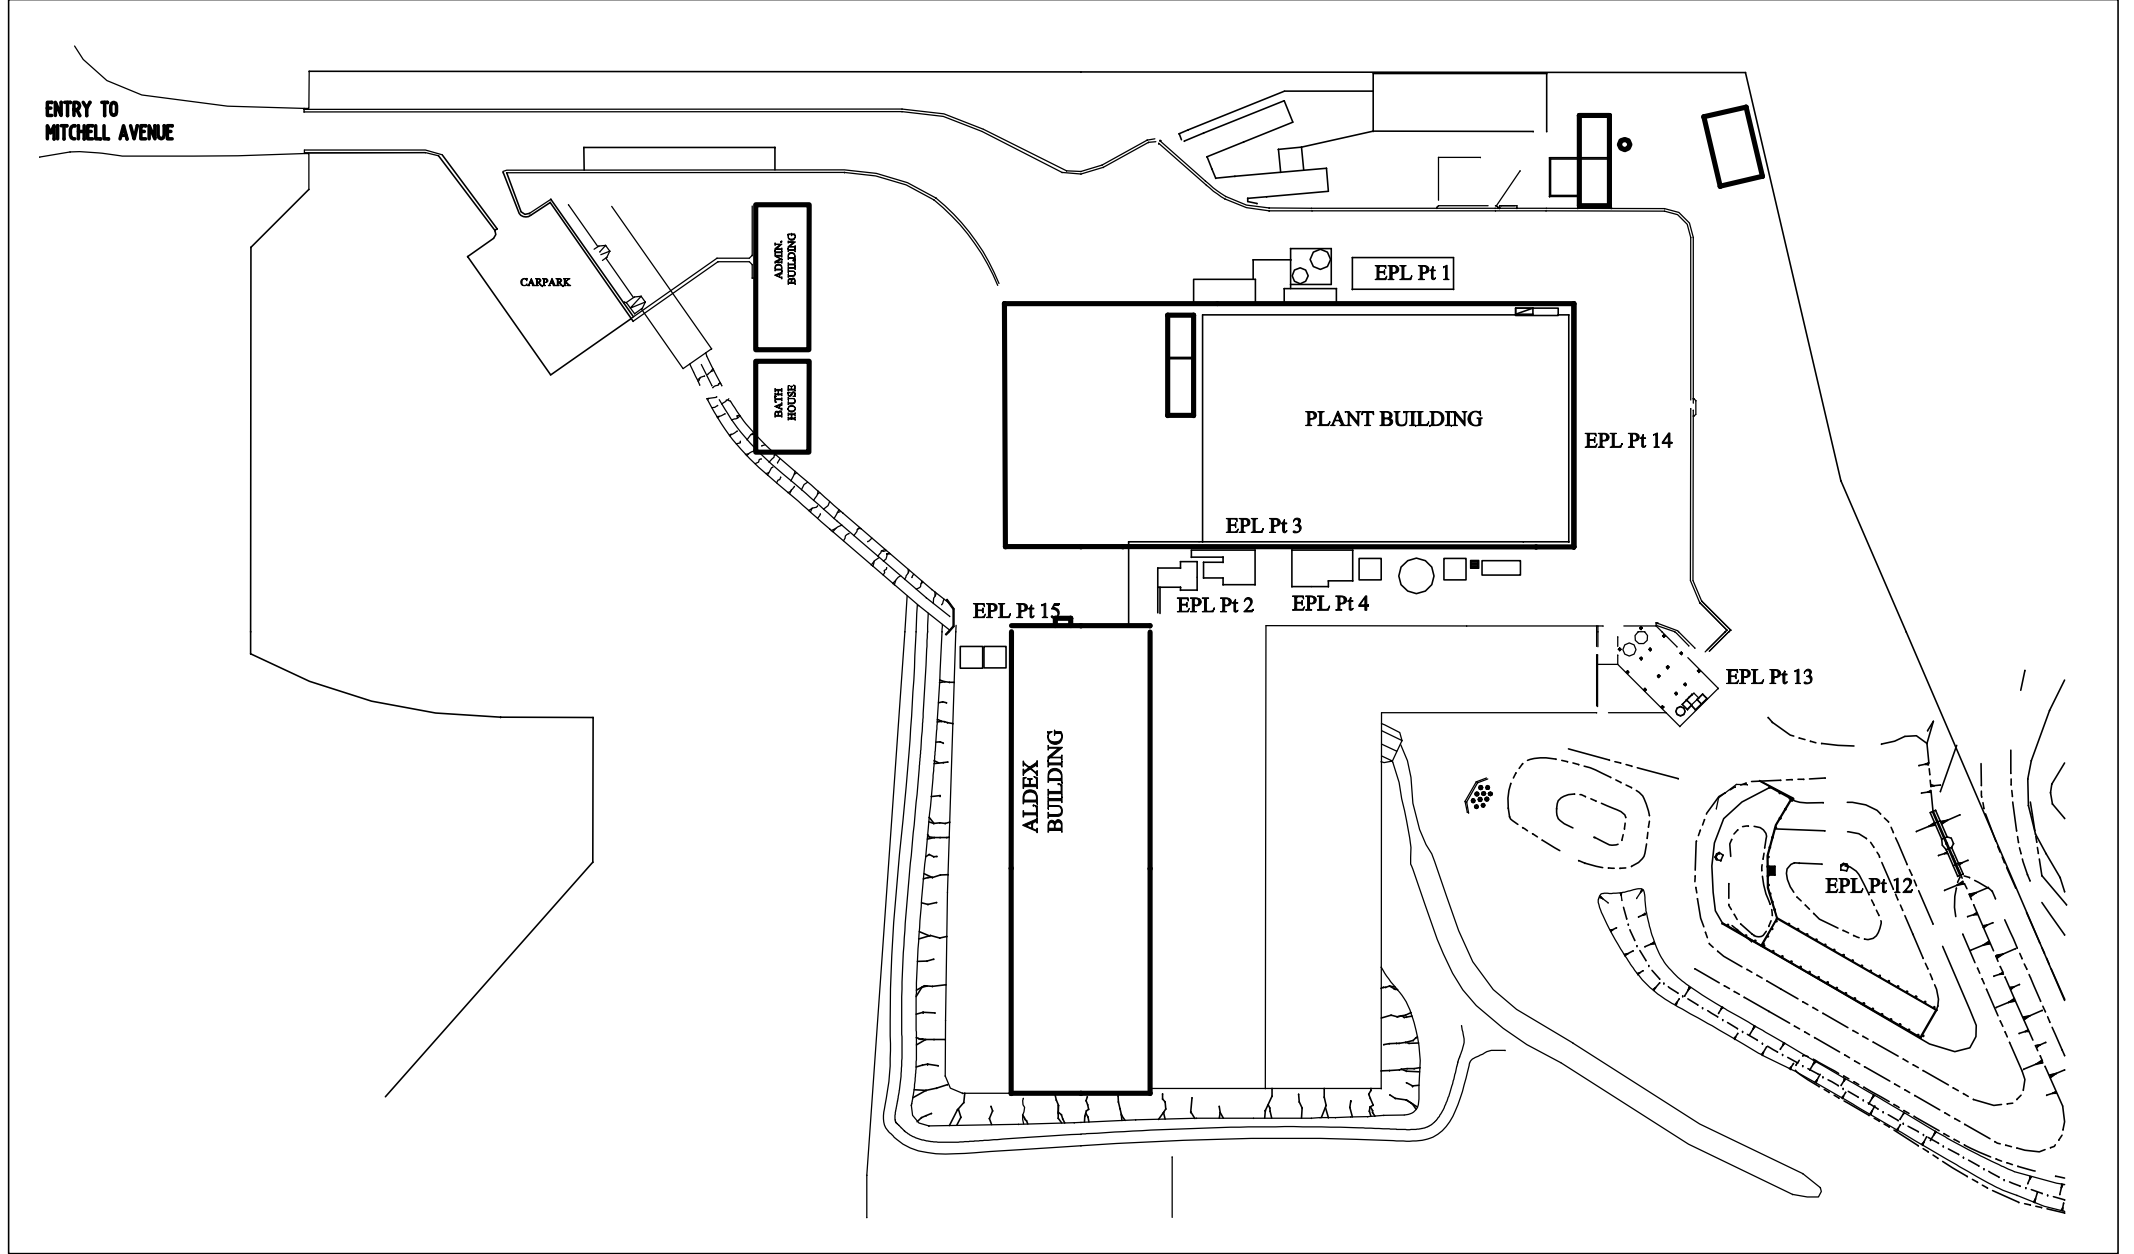 ENTRY TO
MITCHELL AVENUE
CARPARK
ADMIN.
BUILDING
BATH
HOUSE
EPL Pt 1
PLANT BUILDING
EPL Pt 14
EPL Pt 3
EPL Pt 15
EPL Pt 2
EPL Pt 4
EPL Pt 13
ALDEX
BUILDING
EPL Pt 12